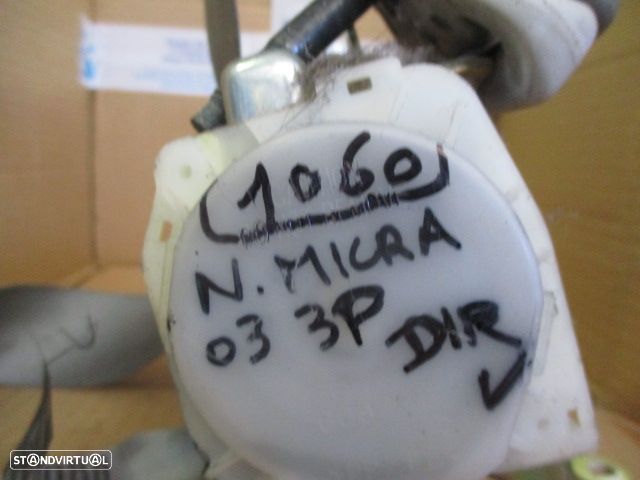 (1060)
N. MICRA
03 3P DIR
STANDVIRTUAL